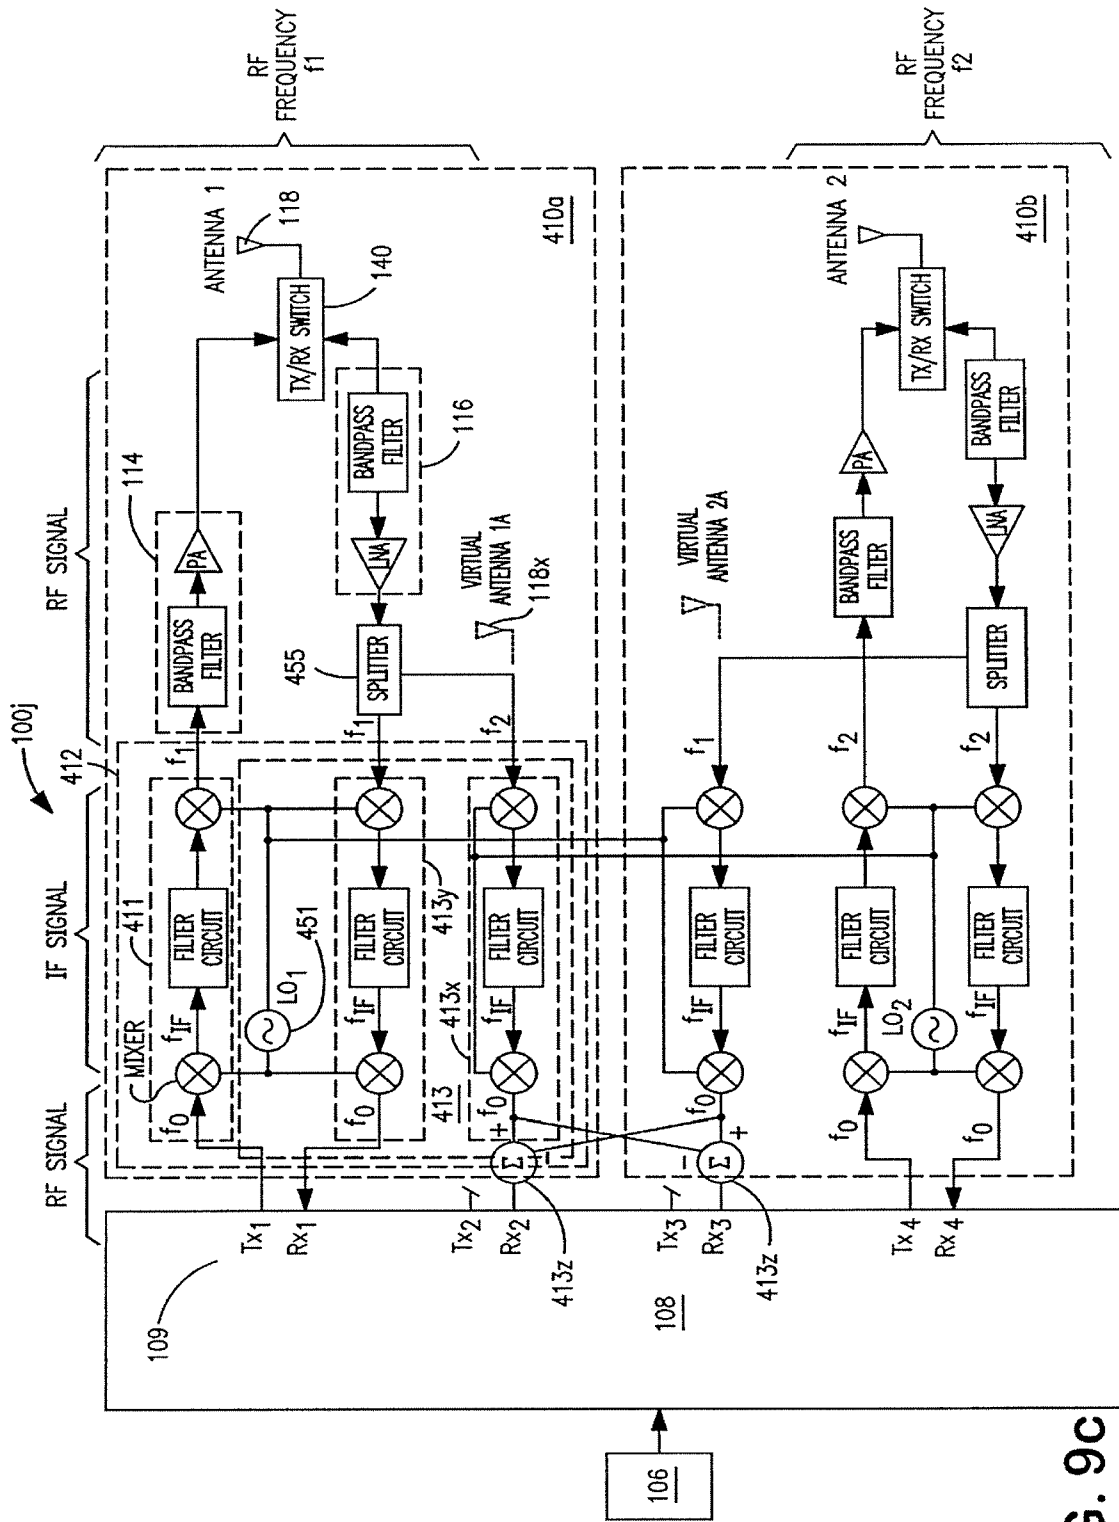 100j
RF SIGNAL
IF SIGNAL
RF SIGNAL
412
411
MIXER
f0
fIF
FILTER
CIRCUIT
f1
114
BANDPASS
FILTER
PA
ANTENNA 1
118
TX/RX SWITCH
140
BANDPASS
FILTER
LNA
116
455
SPLITTER
f1
LO1
451
FILTER
CIRCUIT
fIF
f0
413y
VIRTUAL
ANTENNA 1A
118x
f2
FILTER
CIRCUIT
fIF
f0
413x
413
+
Σ
410a
RF
FREQUENCY
f1
109
Tx1
Rx1
Tx2
Rx2
413z
Tx3
Rx3
413z
Tx4
Rx4
108
106
−
Σ
+
f0
fIF
FILTER
CIRCUIT
f1
VIRTUAL
ANTENNA 2A
f0
fIF
FILTER
CIRCUIT
f2
BANDPASS
FILTER
PA
ANTENNA 2
TX/RX SWITCH
BANDPASS
FILTER
LNA
SPLITTER
f2
LO2
FILTER
CIRCUIT
fIF
f0
410b
RF
FREQUENCY
f2
G. 9c